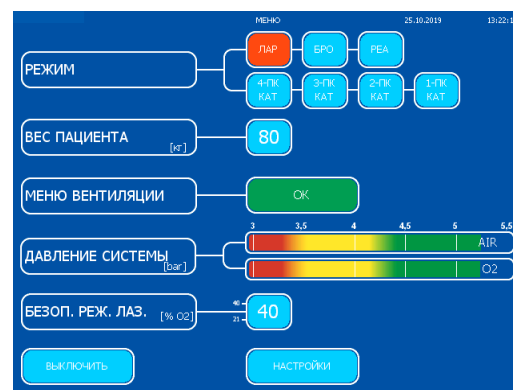 МЕНЮ 25.10.2019 13:22:1
РЕЖИМ
ЛАР БРО РЕА
4-ПК КАТ 3-ПК КАТ 2-ПК КАТ 1-ПК КАТ
ВЕС ПАЦИЕНТА [кг] 80
МЕНЮ ВЕНТИЛЯЦИИ OK
3 3,5 4 4,5 5 5,5
ДАВЛЕНИЕ СИСТЕМЫ [bar]
AIR
O2
БЕЗОП. РЕЖ. ЛАЗ. [% O2] 40 21 40
ВЫКЛЮЧИТЬ НАСТРОЙКИ